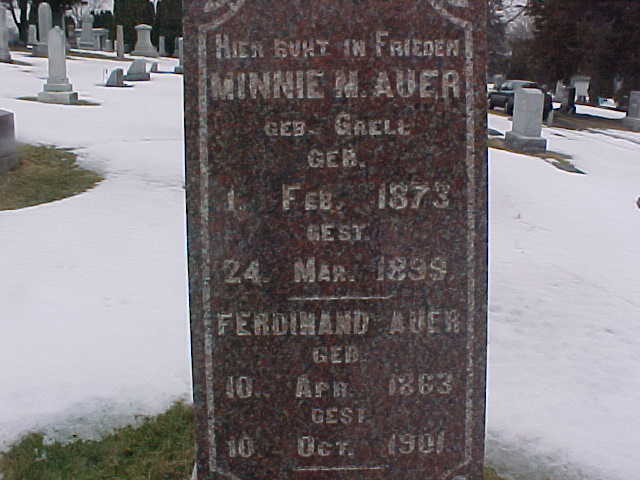 HIER RUHT IN FRIEDEN
MINNIE M. AUER
GEB. GRELL
GEB.
1. FEB. 1873
GEST.
24. MAR. 1899
FERDINAND AUER
GEB.
10. APR. 1863
GEST.
10. OCT. 1901